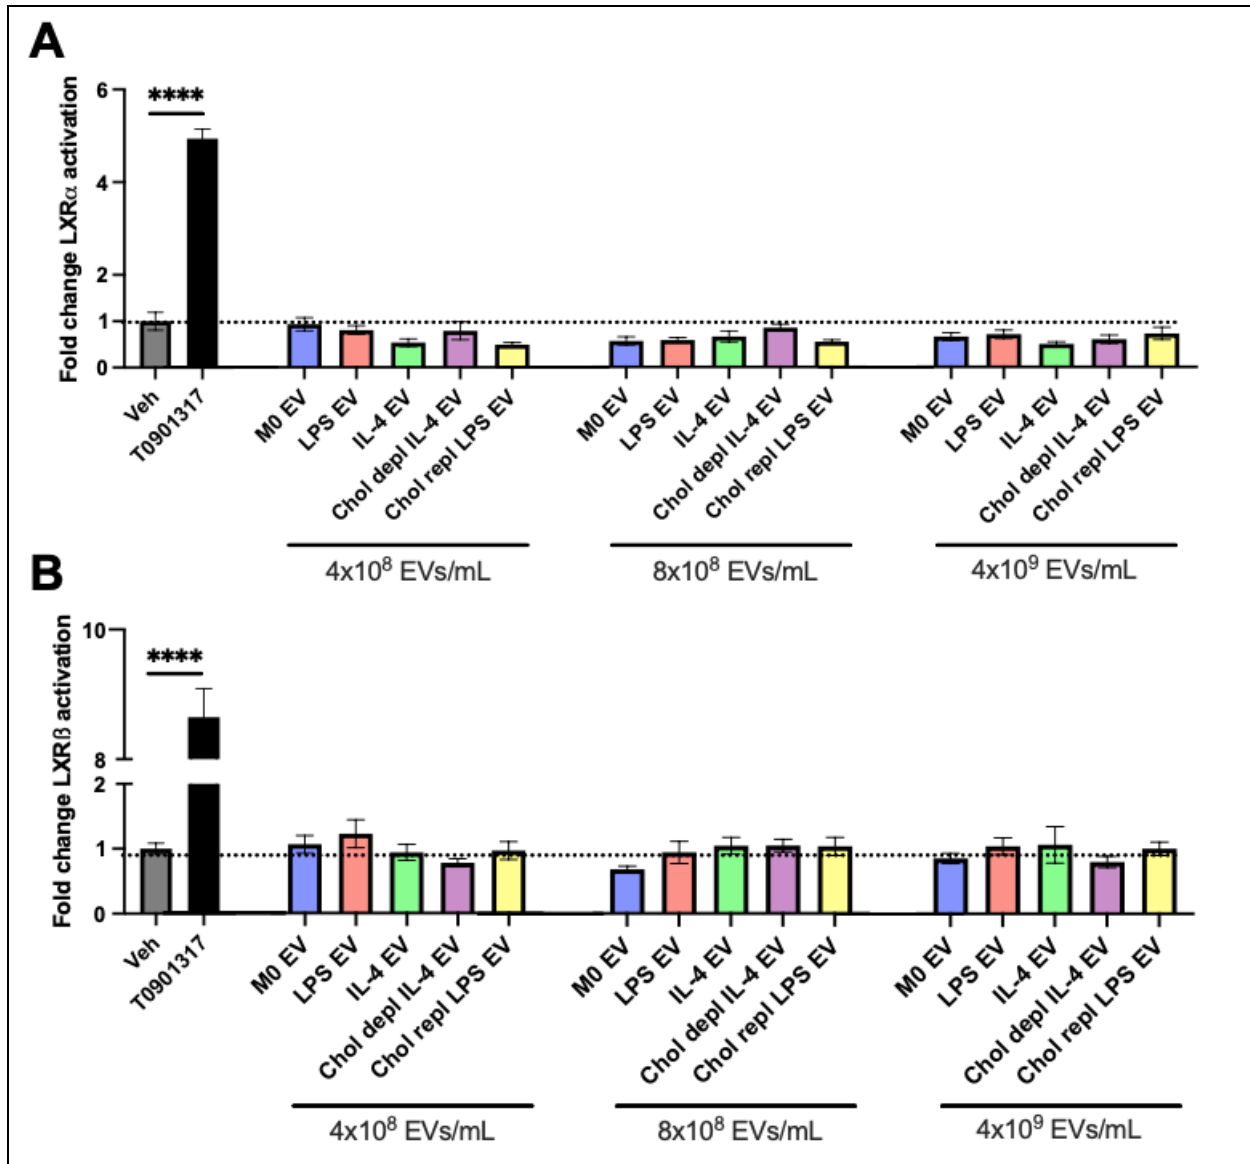 A
Fold change LXRα activation
6
4
2
1
0
****
Veh
T0901317
M0 EV
LPS EV
IL-4 EV
Chol depl IL-4 EV
Chol repl LPS EV
M0 EV
LPS EV
IL-4 EV
Chol depl IL-4 EV
Chol repl LPS EV
M0 EV
LPS EV
IL-4 EV
Chol depl IL-4 EV
Chol repl LPS EV
4x10⁸ EVs/mL
8x10⁸ EVs/mL
4x10⁹ EVs/mL
B
Fold change LXRß activation
10
8
2
1
0
****
Veh
T0901317
M0 EV
LPS EV
IL-4 EV
Chol depl IL-4 EV
Chol repl LPS EV
M0 EV
LPS EV
IL-4 EV
Chol depl IL-4 EV
Chol repl LPS EV
M0 EV
LPS EV
IL-4 EV
Chol depl IL-4 EV
Chol repl LPS EV
4x10⁸ EVs/mL
8x10⁸ EVs/mL
4x10⁹ EVs/mL